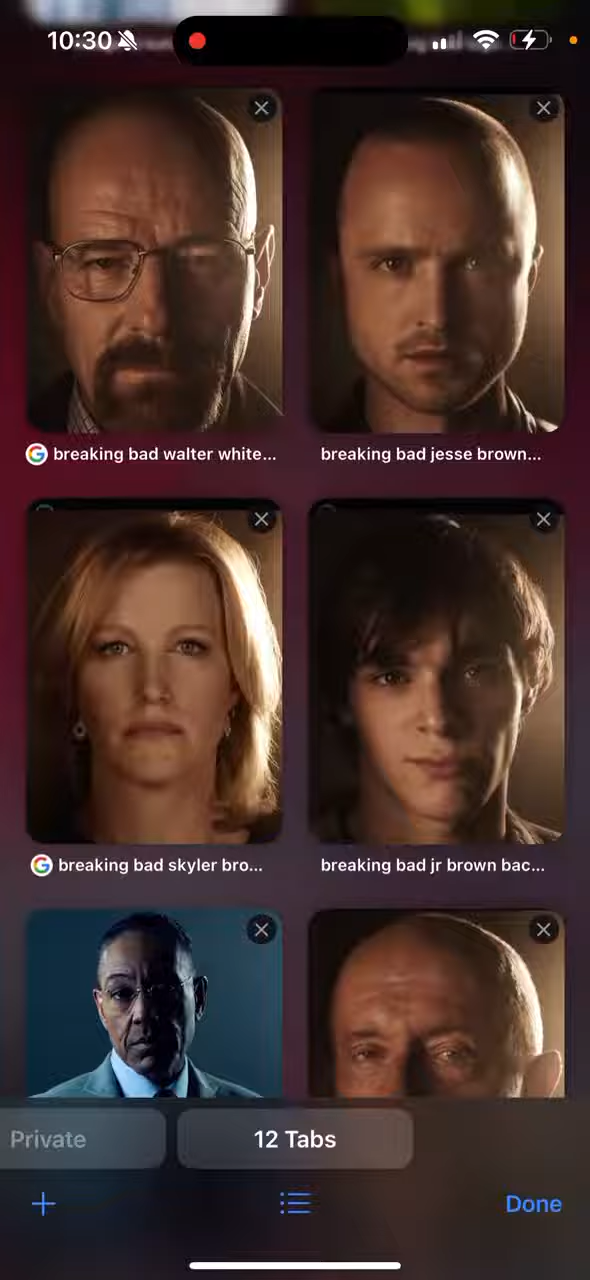 10:30
breaking bad walter white...
breaking bad jesse brown...
breaking bad skyler bro...
breaking bad jr brown bac...
Private
12 Tabs
Done